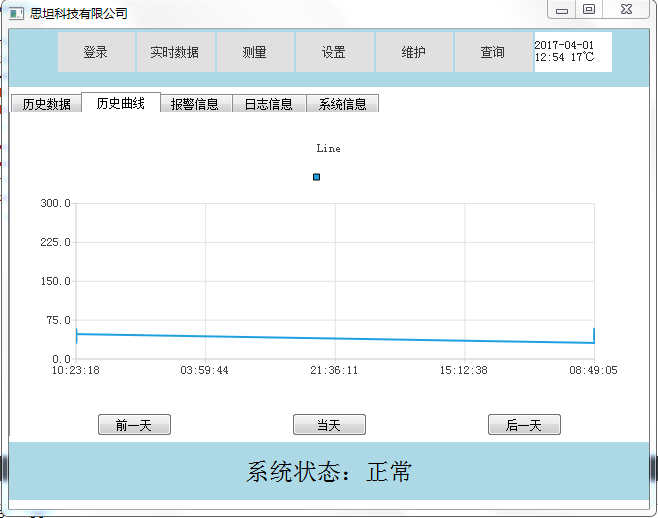 思坦科技有限公司
登录 实时数据 测量 设置 维护 查询 2017-04-01
12:54 17℃
历史数据 历史曲线 报警信息 日志信息 系统信息
Line
300.0
225.0
150.0
75.0
0.0
10:23:18 03:59:44 21:36:11 15:12:38 08:49:05
前一天 当天 后一天
系统状态：正常